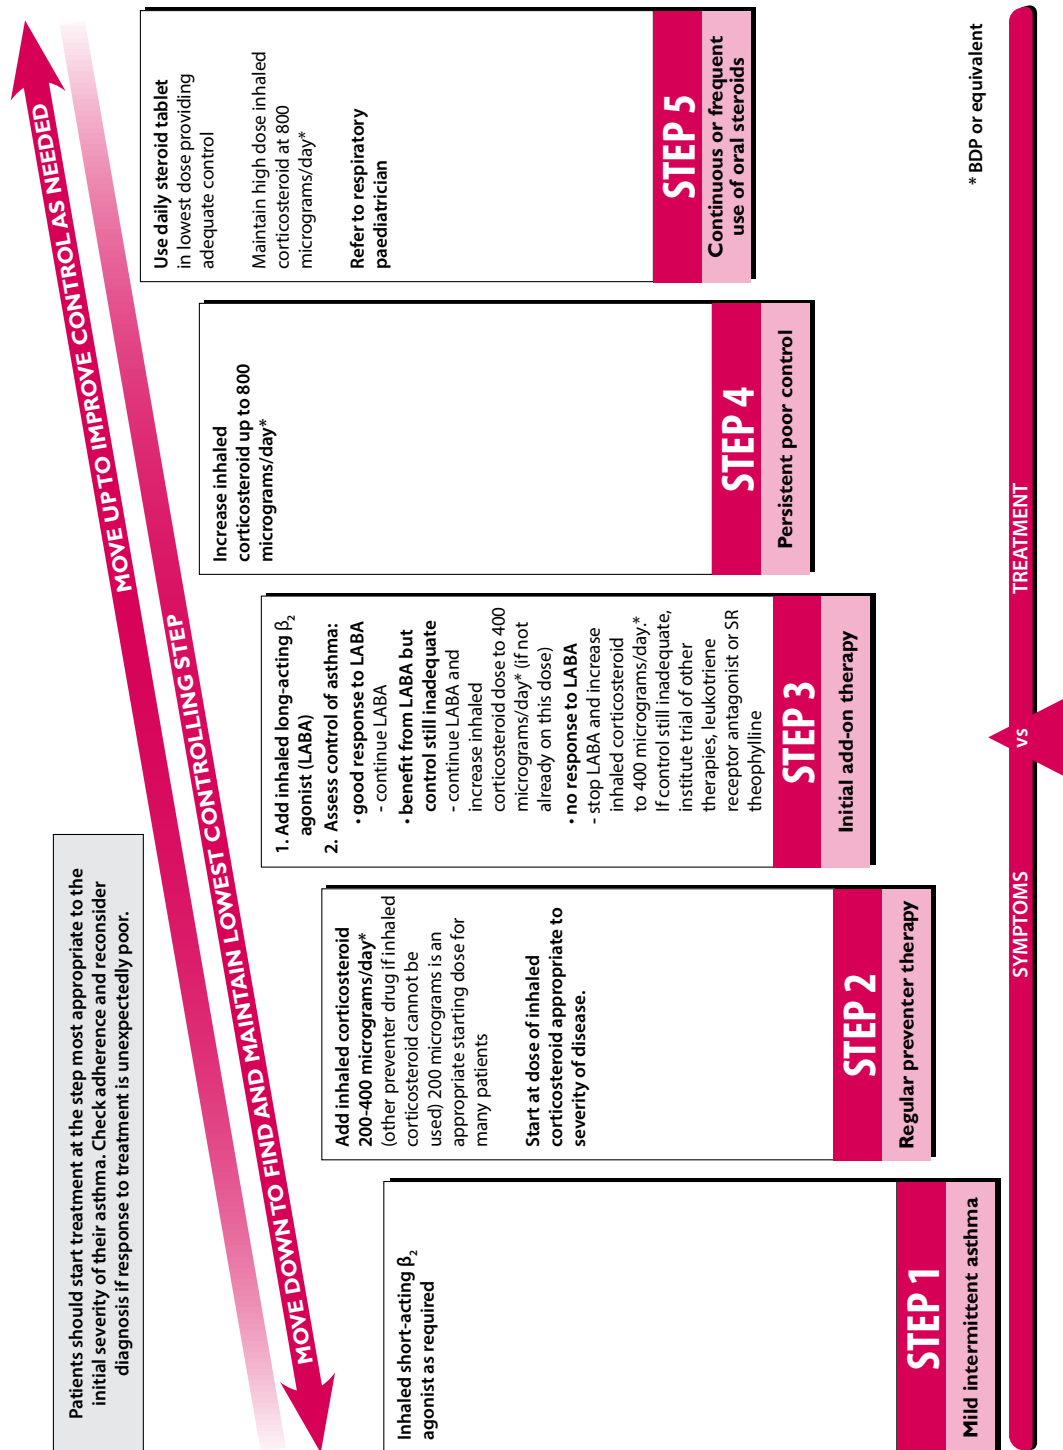 Patients should start treatment at the step most appropriate to the
initial severity of their asthma. Check adherence and reconsider
diagnosis if response to treatment is unexpectedly poor.
MOVE UP TO IMPROVE CONTROL AS NEEDED
MOVE DOWN TO FIND AND MAINTAIN LOWEST CONTROLLING STEP
Inhaled short-acting β₂
agonist as required
STEP 1
Mild intermittent asthma
Add inhaled corticosteroid
200-400 micrograms/day*
(other preventer drug if inhaled
corticosteroid cannot be
used) 200 micrograms is an
appropriate starting dose for
many patients
Start at dose of inhaled
corticosteroid appropriate to
severity of disease.
STEP 2
Regular preventer therapy
1. Add inhaled long-acting β₂
agonist (LABA)
2. Assess control of asthma:
• good response to LABA
- continue LABA
• benefit from LABA but
control still inadequate
- continue LABA and
increase inhaled
corticosteroid dose to 400
micrograms/day* (if not
already on this dose)
• no response to LABA
- stop LABA and increase
inhaled corticosteroid
to 400 micrograms/day.*
If control still inadequate,
institute trial of other
therapies, leukotriene
receptor antagonist or SR
theophylline
STEP 3
Initial add-on therapy
Increase inhaled
corticosteroid up to 800
micrograms/day*
STEP 4
Persistent poor control
Use daily steroid tablet
in lowest dose providing
adequate control
Maintain high dose inhaled
corticosteroid at 800
micrograms/day*
Refer to respiratory
paediatrician
STEP 5
Continuous or frequent
use of oral steroids
* BDP or equivalent
SYMPTOMS
vs
TREATMENT